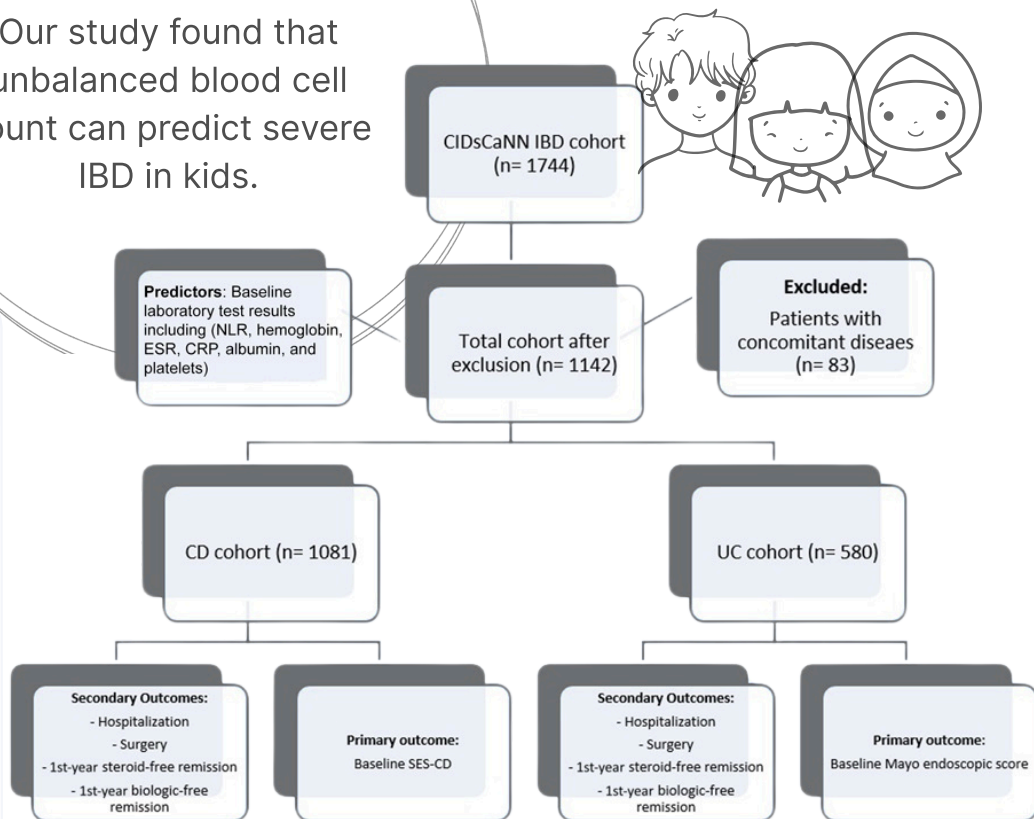 Our study found that
unbalanced blood cell
ount can predict severe
IBD in kids.
CIDsCaNN IBD cohort
(n= 1744)
Predictors: Baseline
laboratory test results
including (NLR, hemoglobin,
ESR, CRP, albumin, and
platelets)
Total cohort after
exclusion (n= 1142)
Excluded:
Patients with
concomitant diseaes
(n= 83)
CD cohort (n= 1081)
UC cohort (n= 580)
Secondary Outcomes:
- Hospitalization
- Surgery
- 1st-year steroid-free remission
- 1st-year biologic-free
remission
Primary outcome:
Baseline SES-CD
Secondary Outcomes:
- Hospitalization
- Surgery
- 1st-year steroid-free remission
- 1st-year biologic-free
remission
Primary outcome:
Baseline Mayo endoscopic score